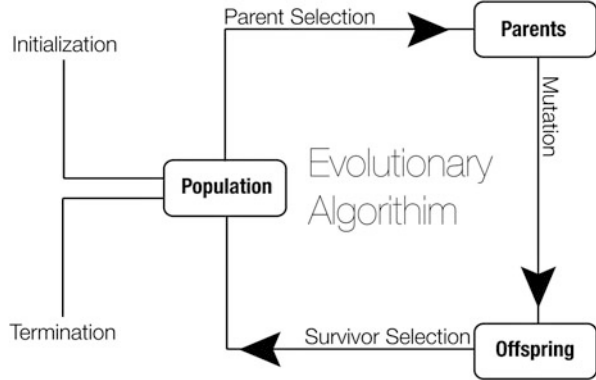 Parent Selection
Parents
Initialization
Mutation
Evolutionary
Algorithim
Population
Termination
Survivor Selection
Offspring